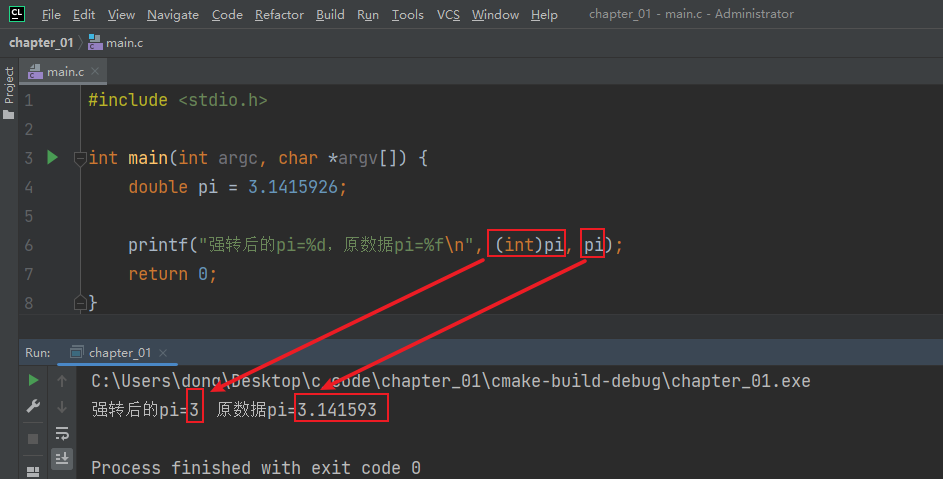 CL File Edit View Navigate Code Refactor Build Run Tools VCS Window Help chapter_01 - main.c - Administrator
chapter_01 main.c
Project
main.c
1 #include <stdio.h>
2
3 int main(int argc, char *argv[]) {
4 double pi = 3.1415926;
5
6 printf("强转后的pi=%d，原数据pi=%f\n", (int)pi, pi);
7 return 0;
8 }
Run: chapter_01
C:\Users\dong\Desktop\c_code\chapter_01\cmake-build-debug\chapter_01.exe
强转后的pi=3 原数据pi=3.141593
Process finished with exit code 0